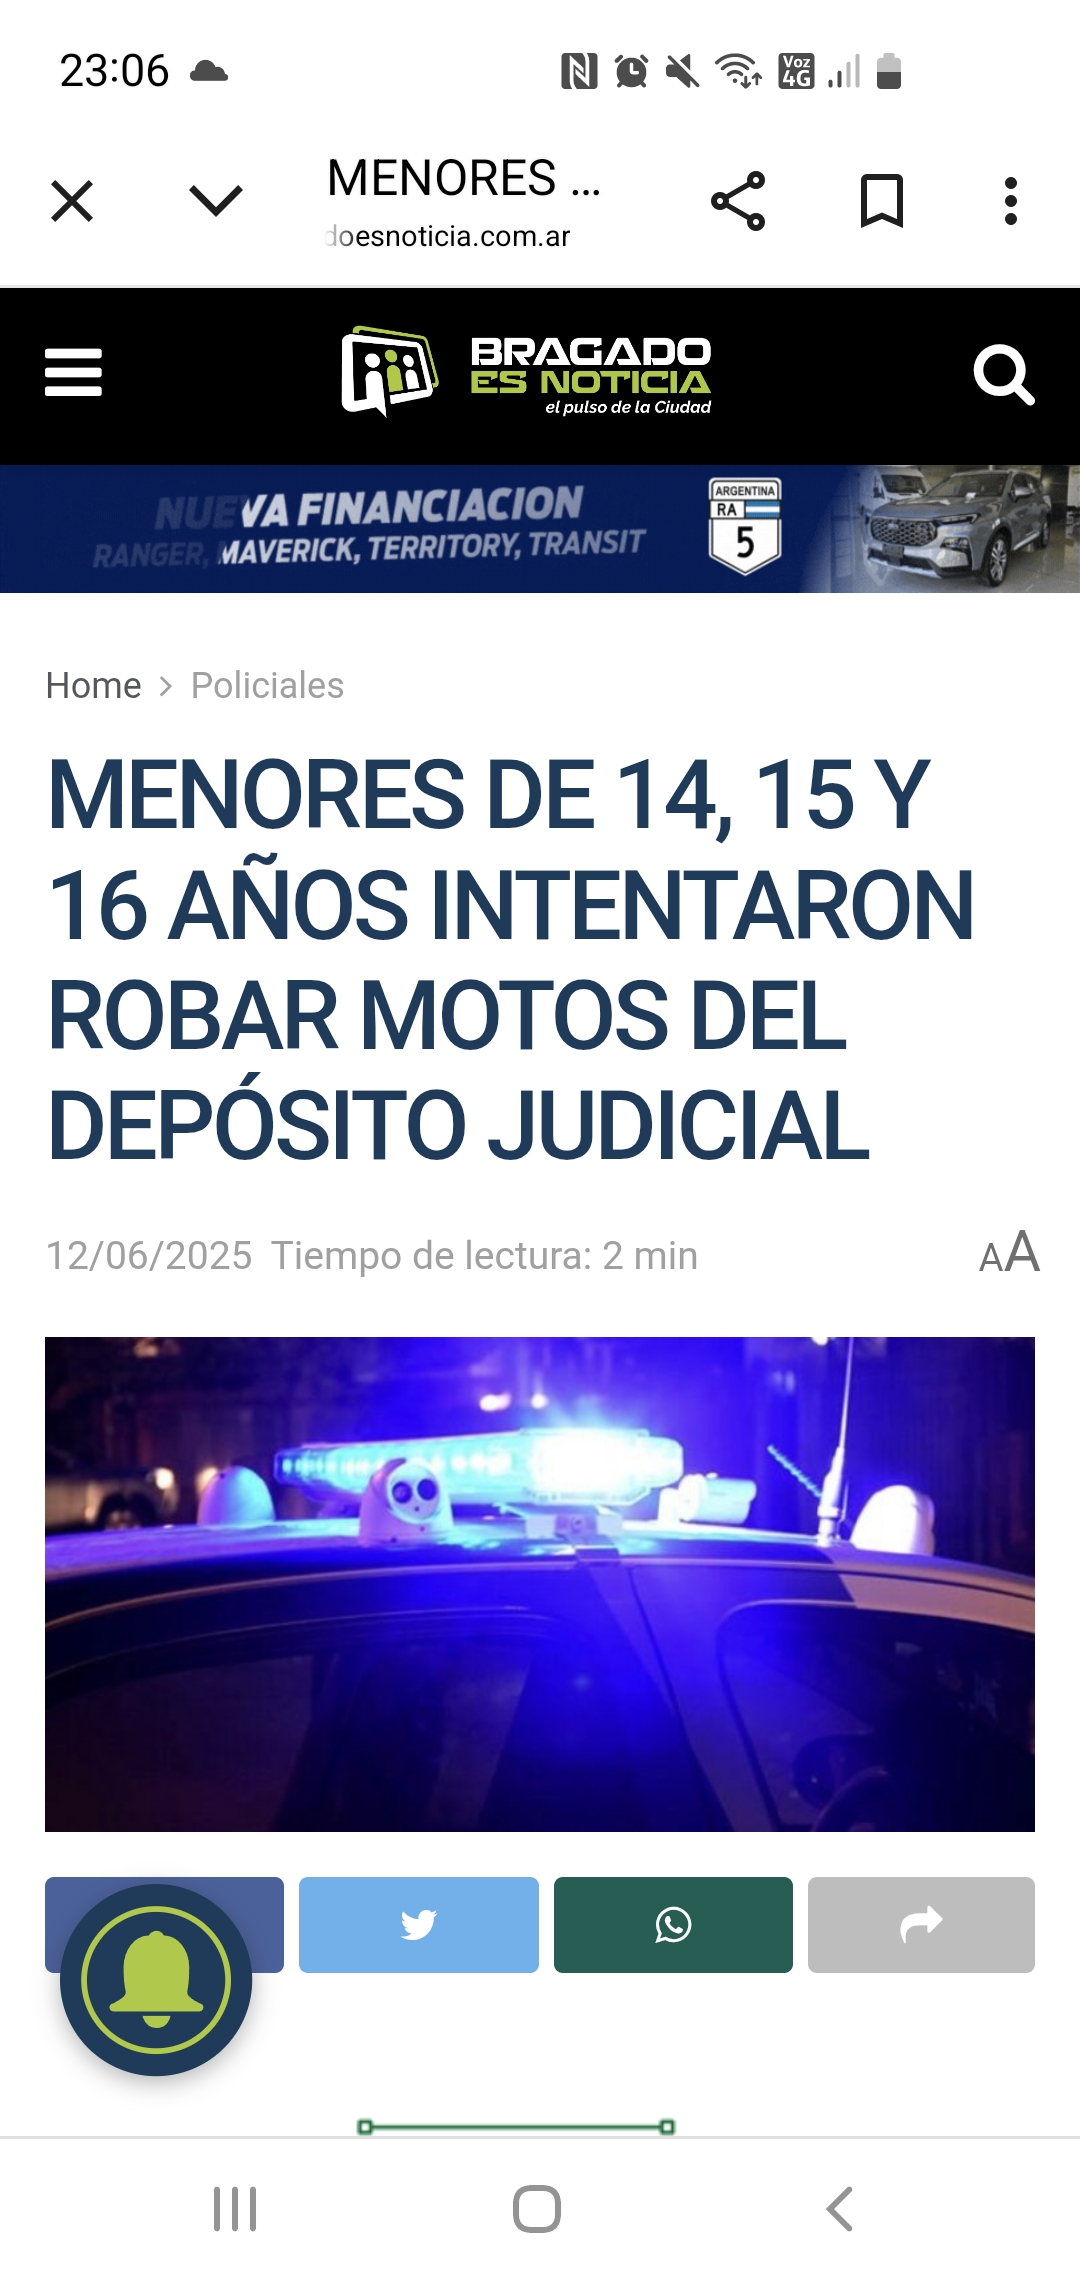 23:06
Voz
4G
MENORES ...
doesnoticia.com.ar
BRAGADO
ES NOTICIA
el pulso de la Ciudad
NUEVA FINANCIACION
RANGER, MAVERICK, TERRITORY, TRANSIT
ARGENTINA
RA
5
Home > Policiales
MENORES DE 14, 15 Y
16 AÑOS INTENTARON
ROBAR MOTOS DEL
DEPÓSITO JUDICIAL
12/06/2025 Tiempo de lectura: 2 min
AA